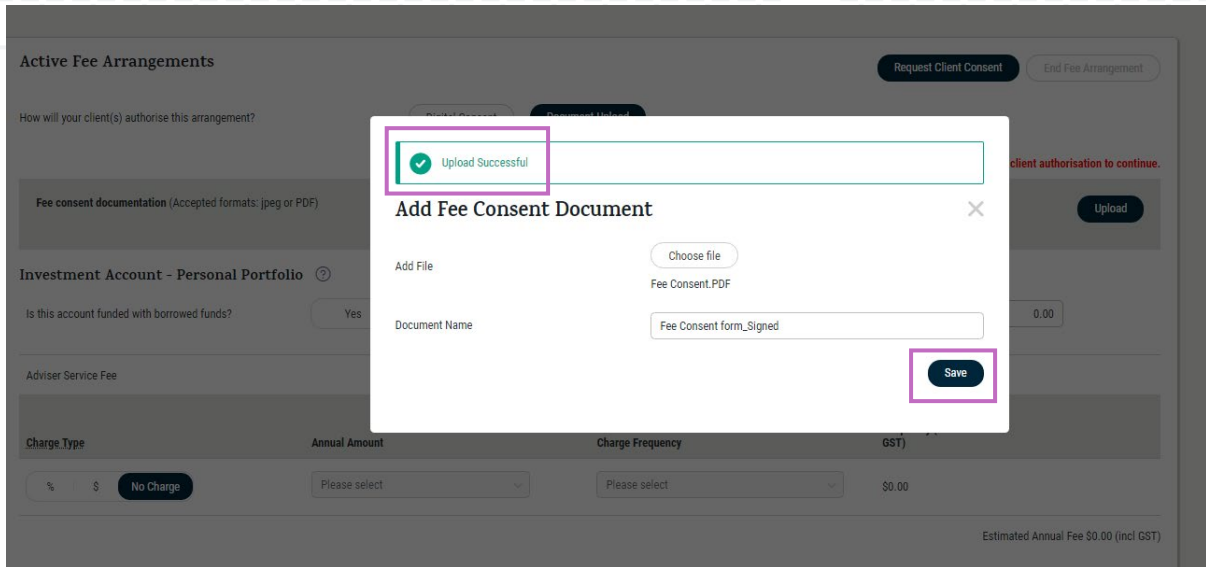 Active Fee Arrangements
Request Client Consent
End Fee Arrangement
How will your client(s) authorise this arrangement?
Digital Consent
Document Upload
Upload Successful
client authorisation to continue.
Fee consent documentation (Accepted formats: jpeg or PDF)
Upload
Add Fee Consent Document
Add File
Choose file
Fee Consent.PDF
Investment Account - Personal Portfolio
Is this account funded with borrowed funds?
Yes
0.00
Document Name
Fee Consent form_Signed
Save
Adviser Service Fee
Charge Type
Annual Amount
Charge Frequency
GST)
%
$
No Charge
Please select
Please select
$0.00
Estimated Annual Fee $0.00 (incl GST)